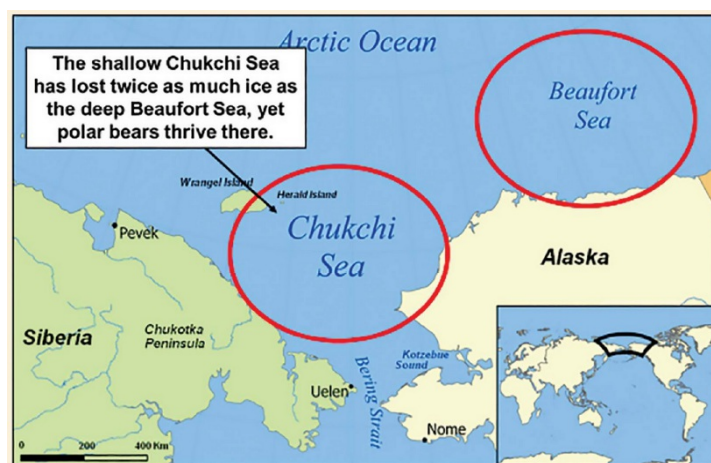 Arctic Ocean
The shallow Chukchi Sea
has lost twice as much ice as
the deep Beaufort Sea, yet
polar bears thrive there.
Beaufort
Sea
Wrangel Island
Herald Island
Pevek
Chukchi
Sea
Alaska
Siberia
Chukotka
Peninsula
Kotzebue
Sound
Bering Strait
Uelen
Nome
0 200 400 Km